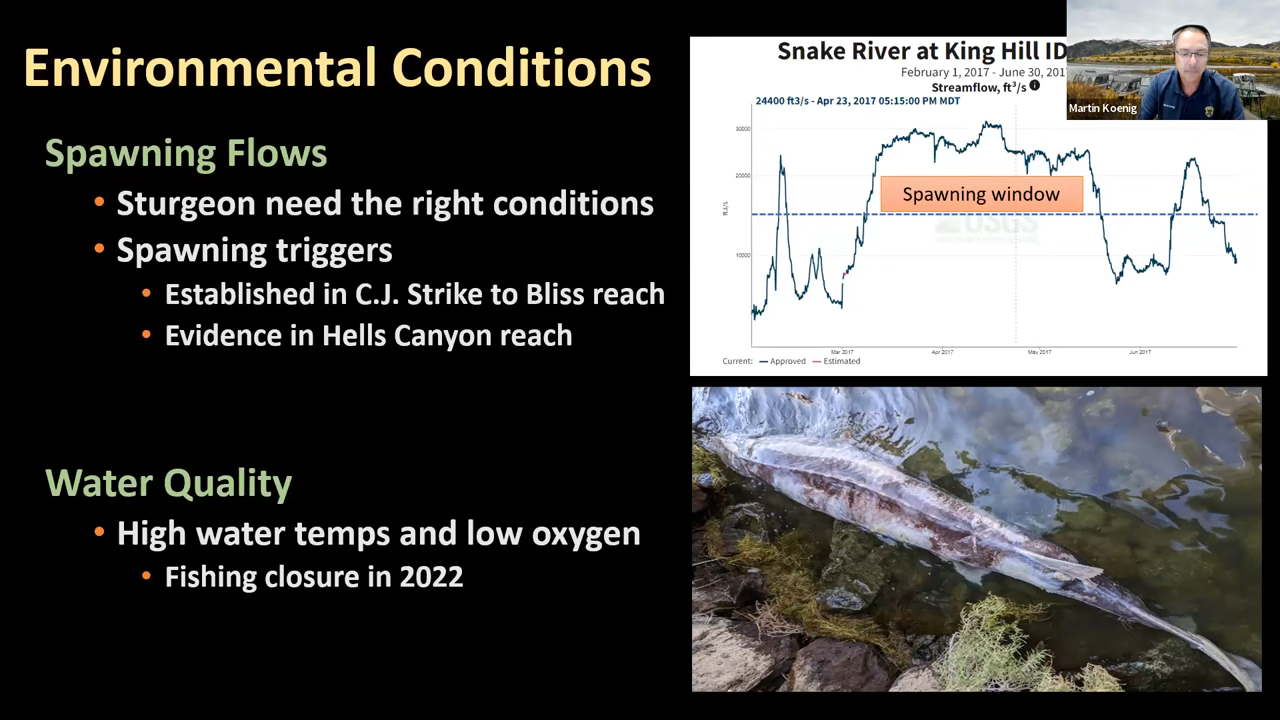 Environmental Conditions
Spawning Flows
• Sturgeon need the right conditions
• Spawning triggers
• Established in C.J. Strike to Bliss reach
• Evidence in Hells Canyon reach
Water Quality
• High water temps and low oxygen
• Fishing closure in 2022
Snake River at King Hill ID
February 1, 2017 - June 30, 201
Streamflow, ft³/s
24400 ft3/s - Apr 23, 2017 05:15:00 PM MDT
30000
20000
10000
ft3/s
Spawning window
USGS
Mar 2017 Apr 2017 May 2017 Jun 2017
Current: Approved Estimated
Martin Koenig